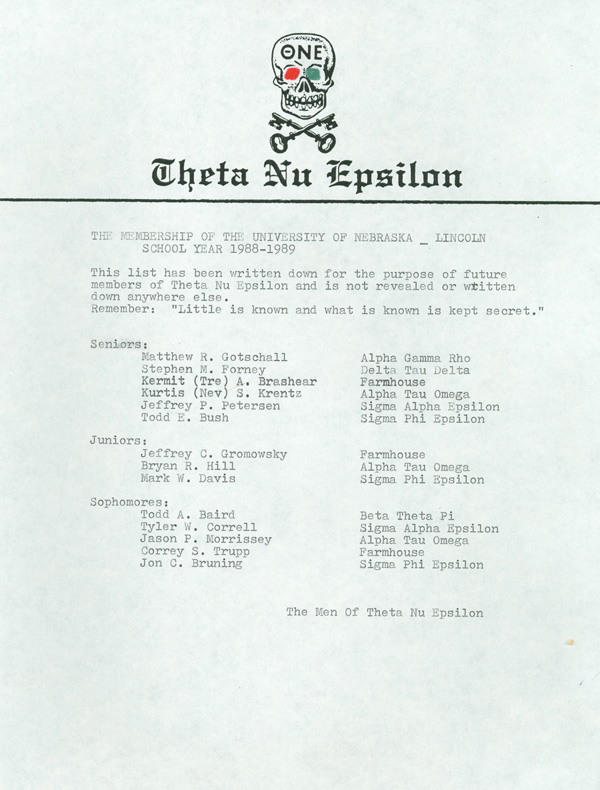 ΘNE
Theta Nu Epsilon
THE MEMBERSHIP OF THE UNIVERSITY OF NEBRASKA _ LINCOLN
SCHOOL YEAR 1988-1989
This list has been written down for the purpose of future
members of Theta Nu Epsilon and is not revealed or written
down anywhere else.
Remember: "Little is known and what is known is kept secret."
Seniors:
Matthew R. Gotschall Alpha Gamma Rho
Stephen M. Forney Delta Tau Delta
Kermit (Tre) A. Brashear Farmhouse
Kurtis (Nev) S. Krentz Alpha Tau Omega
Jeffrey P. Petersen Sigma Alpha Epsilon
Todd E. Bush Sigma Phi Epsilon
Juniors:
Jeffrey C. Gromowsky Farmhouse
Bryan R. Hill Alpha Tau Omega
Mark W. Davis Sigma Phi Epsilon
Sophomores:
Todd A. Baird Beta Theta Pi
Tyler W. Correll Sigma Alpha Epsilon
Jason P. Morrissey Alpha Tau Omega
Correy S. Trupp Farmhouse
Jon C. Bruning Sigma Phi Epsilon
The Men Of Theta Nu Epsilon